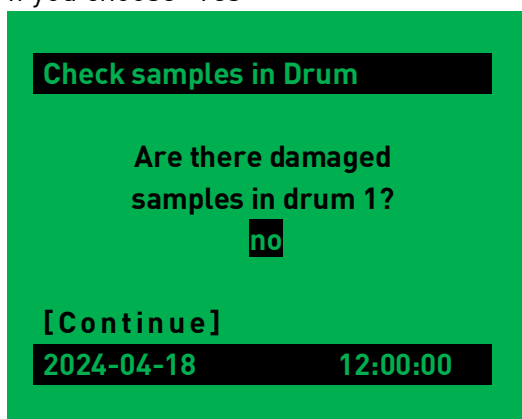 Check samples in Drum
Are there damaged
samples in drum 1?
no
[Continue]
2024-04-18 12:00:00